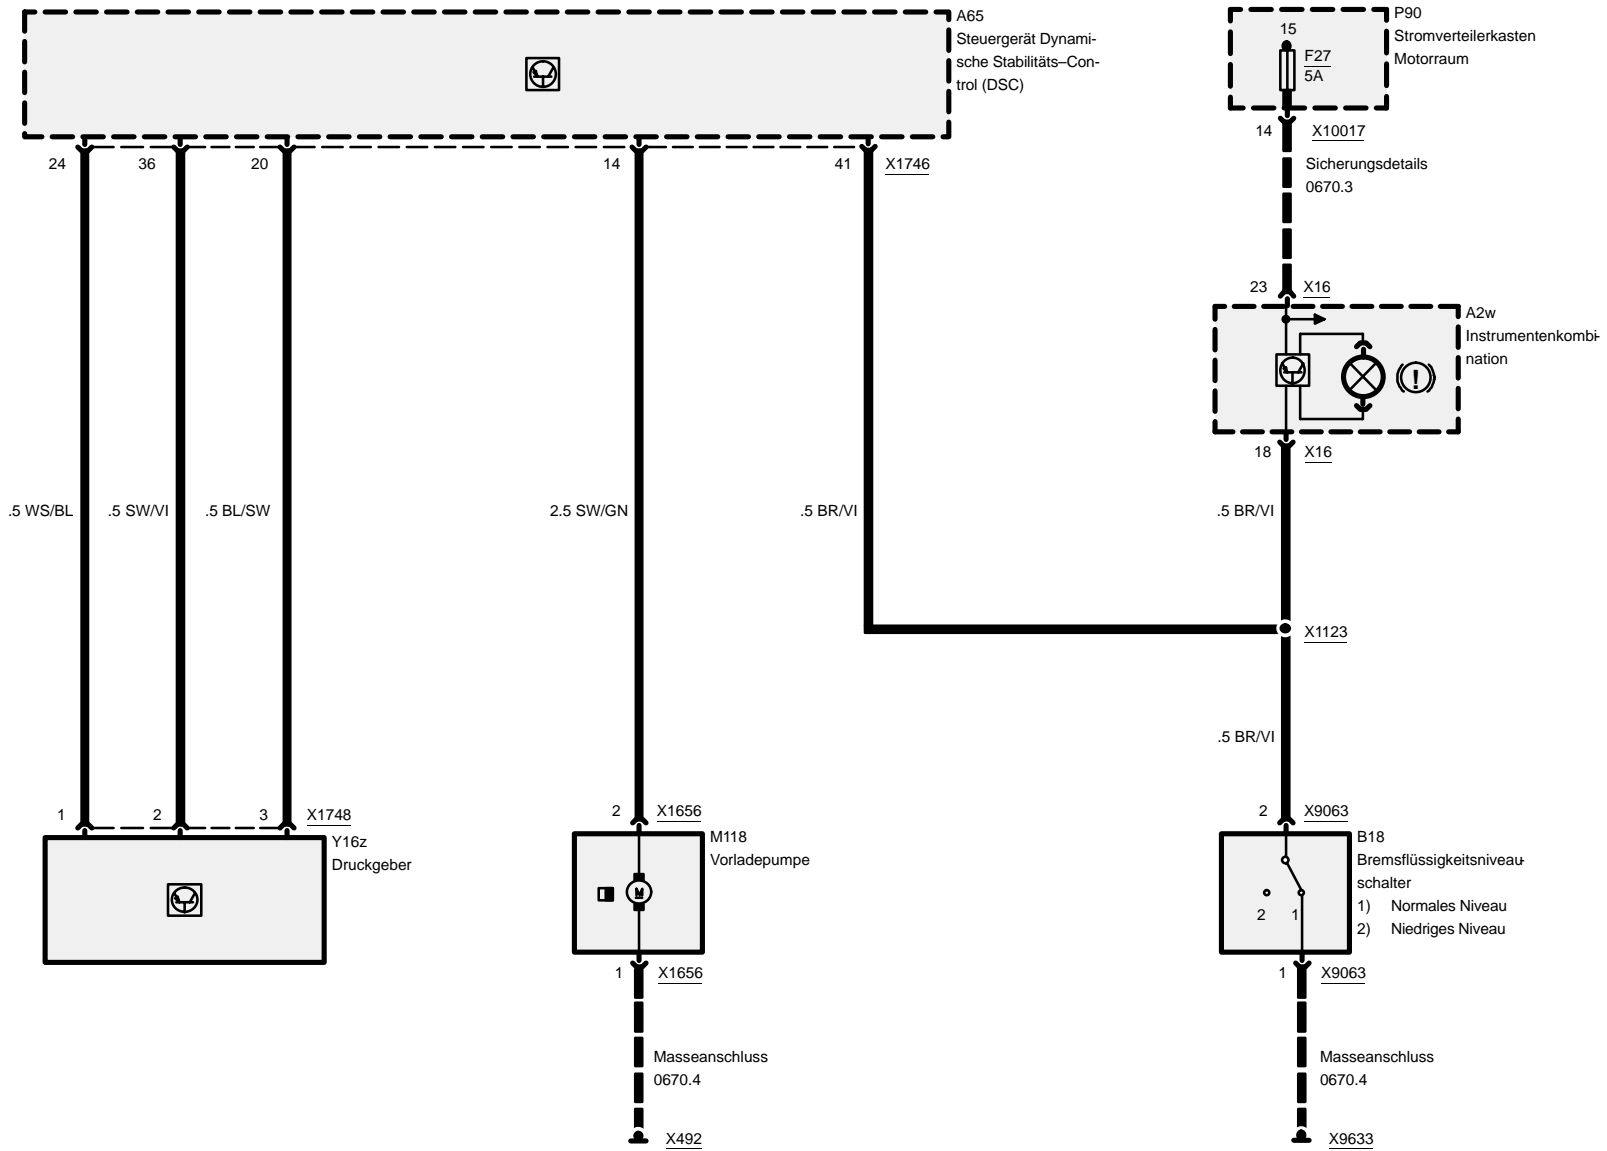 A65
Steuergerät Dynami-
sche Stabilitäts–Con-
trol (DSC)
P90
Stromverteilerkasten
Motorraum
15
F27
5A
14
X10017
Sicherungsdetails
0670.3
24
36
20
14
41
X1746
23
X16
A2w
Instrumentenkombi-
nation
!
18
X16
.5 WS/BL
.5 SW/VI
.5 BL/SW
2.5 SW/GN
.5 BR/VI
.5 BR/VI
X1123
.5 BR/VI
1
2
3
X1748
Y16z
Druckgeber
2
X1656
M118
Vorladepumpe
M
1
X1656
Masseanschluss
0670.4
X492
2
X9063
B18
Bremsflüssigkeitsniveau-
schalter
1) Normales Niveau
2) Niedriges Niveau
2
1
1
X9063
Masseanschluss
0670.4
X9633